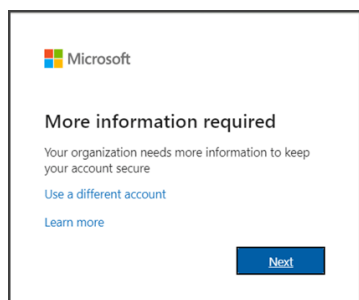 Microsoft
More information required
Your organization needs more information to keep
your account secure
Use a different account
Learn more
Next